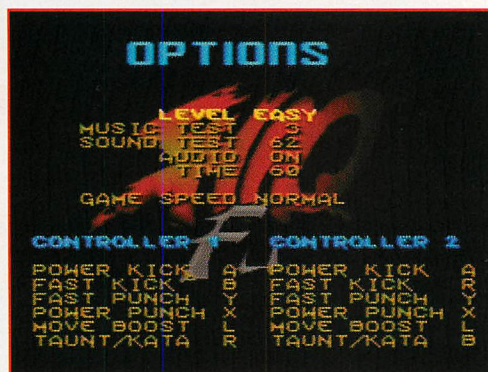 OPTIONS
LEVEL EASY
MUSIC TEST 3
SOUND TEST 62
AUDIO ON
TIME 60
GAME SPEED NORMAL
CONTROLLER 1 CONTROLLER 2
POWER KICK A POWER KICK A
FAST KICK B FAST KICK R
FAST PUNCH Y FAST PUNCH Y
POWER PUNCH X POWER PUNCH X
MOVE BOOST L MOVE BOOST L
TAUNT/KATA R TAUNT/KATA B